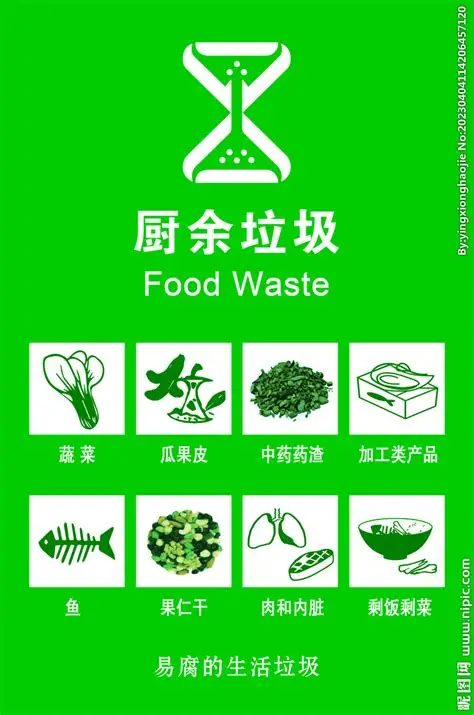 厨余垃圾
Food Waste
蔬菜
瓜果皮
中药药渣
加工类产品
鱼
果仁干
肉和内脏
剩饭剩菜
易腐的生活垃圾
By:yingxionghaojie No:20230404114206457120
昵图网 www.nipic.com